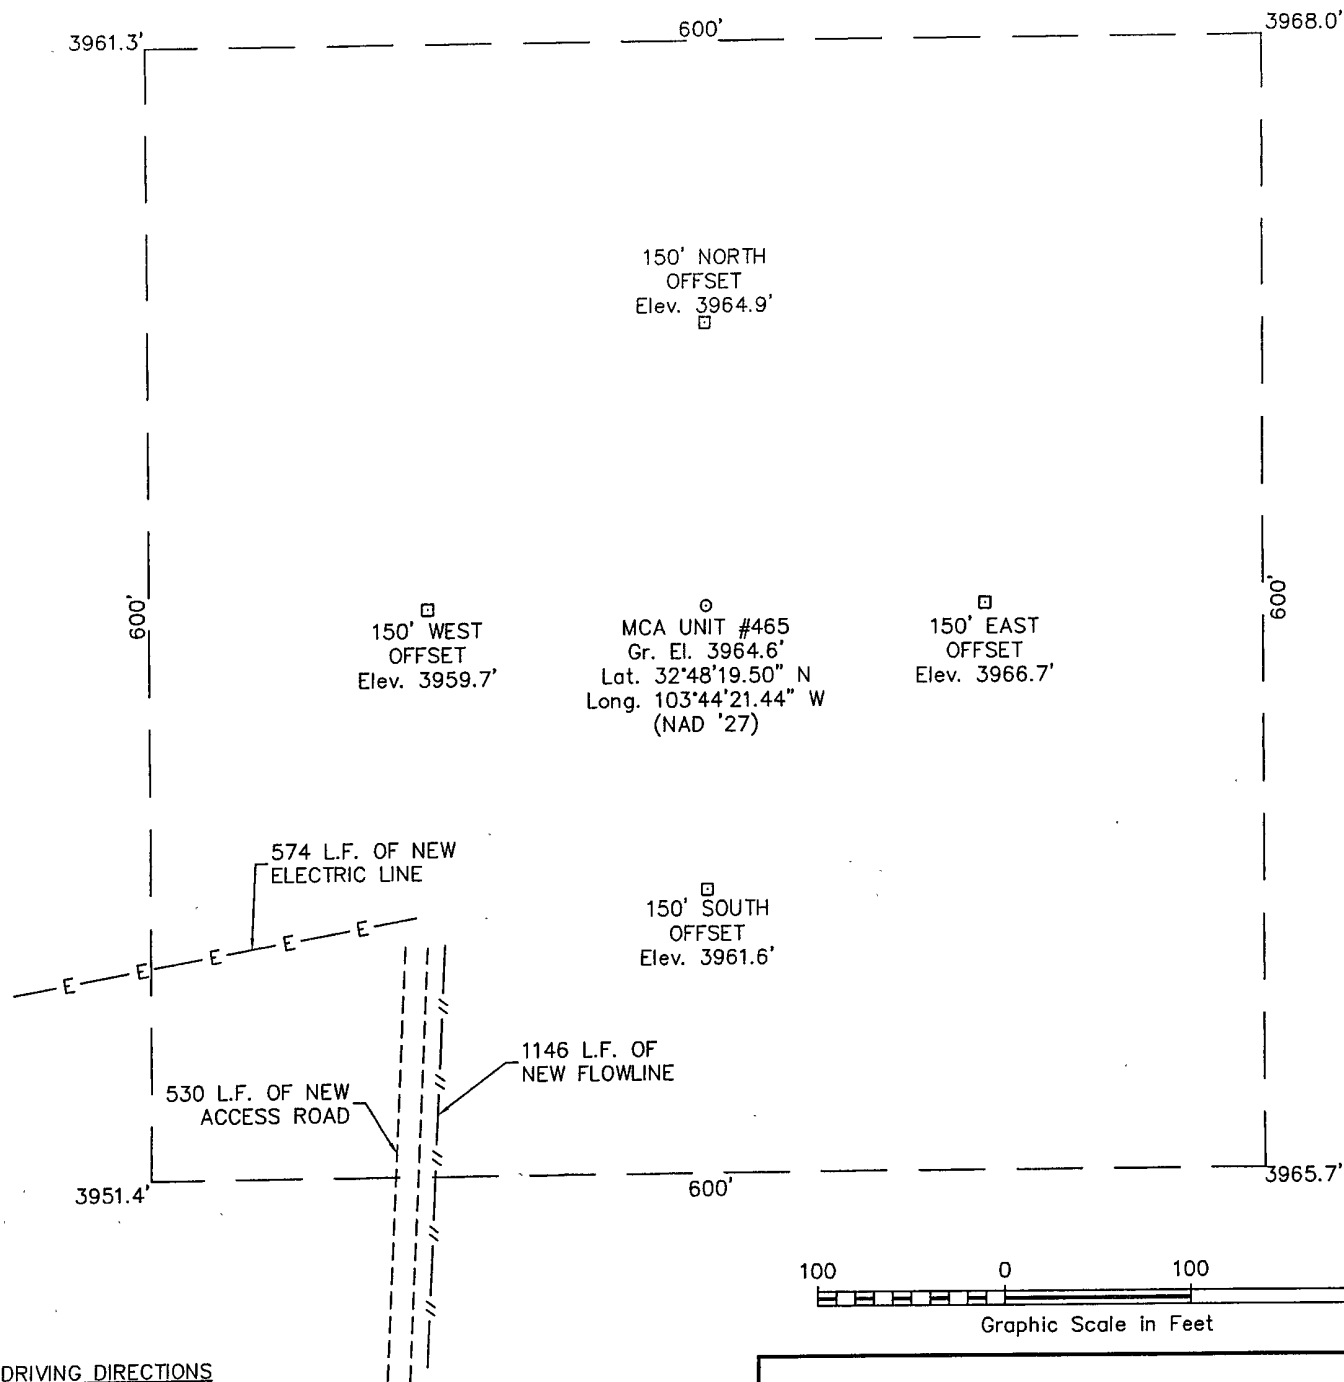 600'
3968.0'
3961.3'
150' NORTH
OFFSET
Elev. 3964.9'
600'
150' WEST
OFFSET
Elev. 3959.7'
MCA UNIT #465
Gr. El. 3964.6'
Lat. 32°48'19.50" N
Long. 103°44'21.44" W
(NAD '27)
150' EAST
OFFSET
Elev. 3966.7'
600'
574 L.F. OF NEW
ELECTRIC LINE
E E E E E
150' SOUTH
OFFSET
Elev. 3961.6'
1146 L.F. OF
NEW FLOWLINE
530 L.F. OF NEW
ACCESS ROAD
3951.4'
600'
3965.7'
100 0 100
Graphic Scale in Feet
DRIVING DIRECTIONS